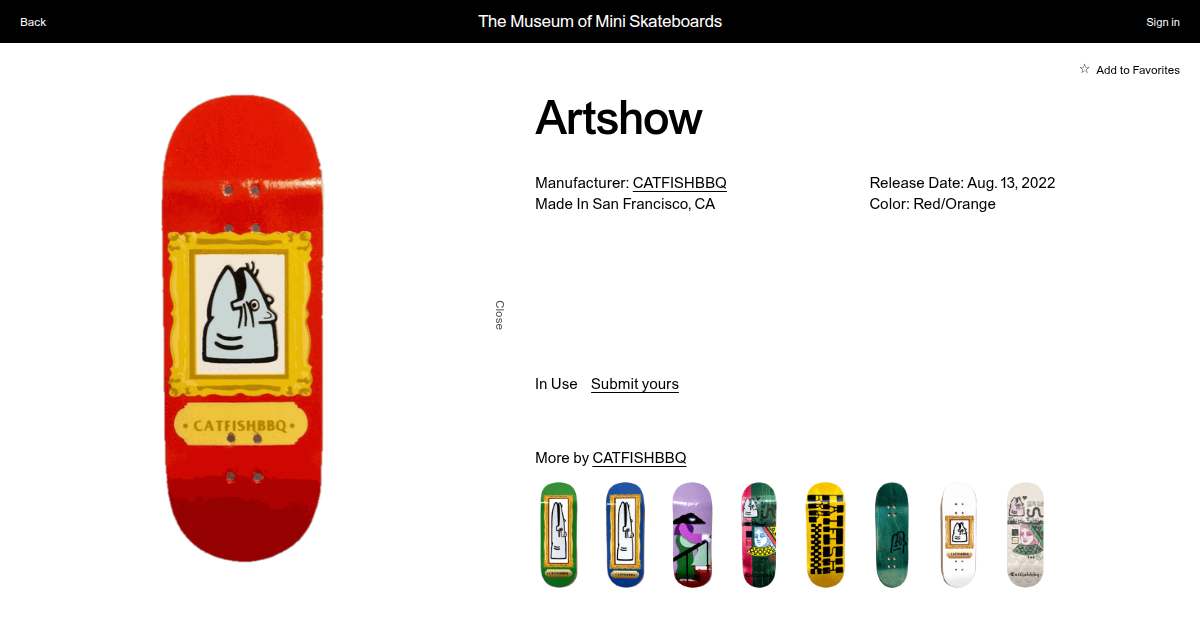 Back
The Museum of Mini Skateboards
Sign in
☆ Add to Favorites
Artshow
Manufacturer: CATFISHBBQ
Made In San Francisco, CA
Release Date: Aug. 13, 2022
Color: Red/Orange
CATFISHBBQ
Close
In Use Submit yours
More by CATFISHBBQ